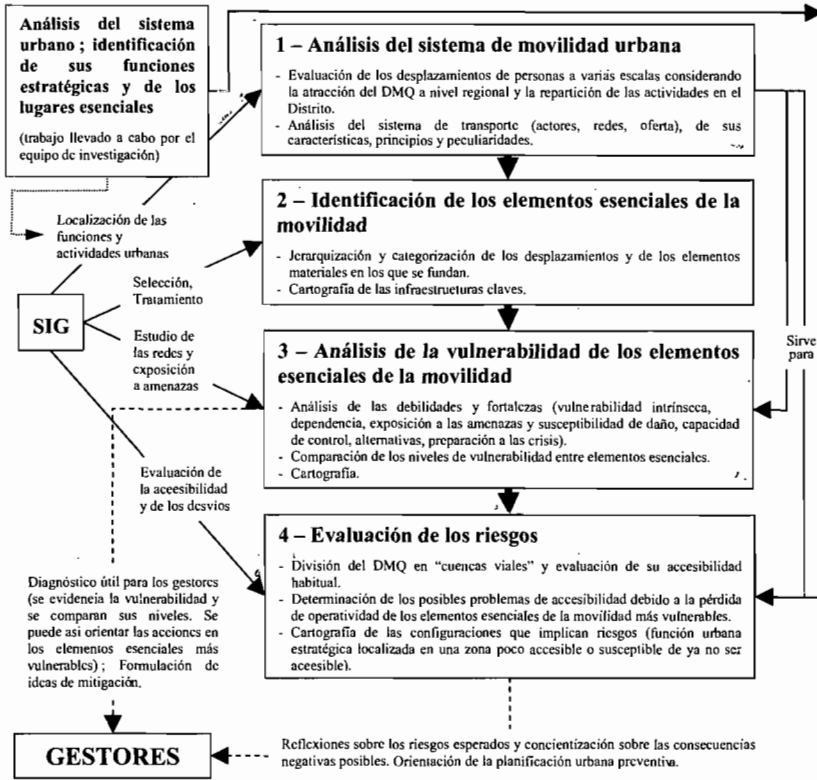 Análisis del sistema
urbano ; identificación
de sus funciones
estratégicas y de los
lugares esenciales
(trabajo llevado a cabo por el
equipo de investigación)
1 – Análisis del sistema de movilidad urbana
- Evaluación de los desplazamientos de personas a varias escalas considerando
la atracción del DMQ a nivel regional y la repartición de las actividades en el
Distrito.
- Análisis del sistema de transporte (actores, redes, oferta), de sus
características, principios y peculiaridades.
Localización de las
funciones y
actividades urbanas
2 – Identificación de los elementos esenciales de la
movilidad
- Jerarquización y categorización de los desplazamientos y de los elementos
materiales en los que se fundan.
- Cartografía de las infraestructuras claves.
Selección,
Tratamiento
SIG
Estudio de
las redes y
exposición
a amenazas
3 – Análisis de la vulnerabilidad de los elementos
esenciales de la movilidad
- Análisis de las debilidades y fortalezas (vulnerabilidad intrínseca,
dependencia, exposición a las amenazas y susceptibilidad de daño, capacidad
de control, alternativas, preparación a las crisis).
- Comparación de los niveles de vulnerabilidad entre elementos esenciales.
- Cartografía.
Sirve
para
Evaluación de
la accesibilidad
y de los desvíos
4 – Evaluación de los riesgos
- División del DMQ en “cuencas viales” y evaluación de su accesibilidad
habitual.
- Determinación de los posibles problemas de accesibilidad debido a la pérdida
de operatividad de los elementos esenciales de la movilidad más vulnerables.
- Cartografía de las configuraciones que implican riesgos (función urbana
estratégica localizada en una zona poco accesible o susceptible de ya no ser
accesible).
Diagnóstico útil para los gestores
(se evidencia la vulnerabilidad y
se comparan sus niveles. Se
puede así orientar las acciones en
los elementos esenciales más
vulnerables) ; Formulación de
ideas de mitigación.
GESTORES
Reflexiones sobre los riesgos esperados y concientización sobre las consecuencias
negativas posibles. Orientación de la planificación urbana preventiva.